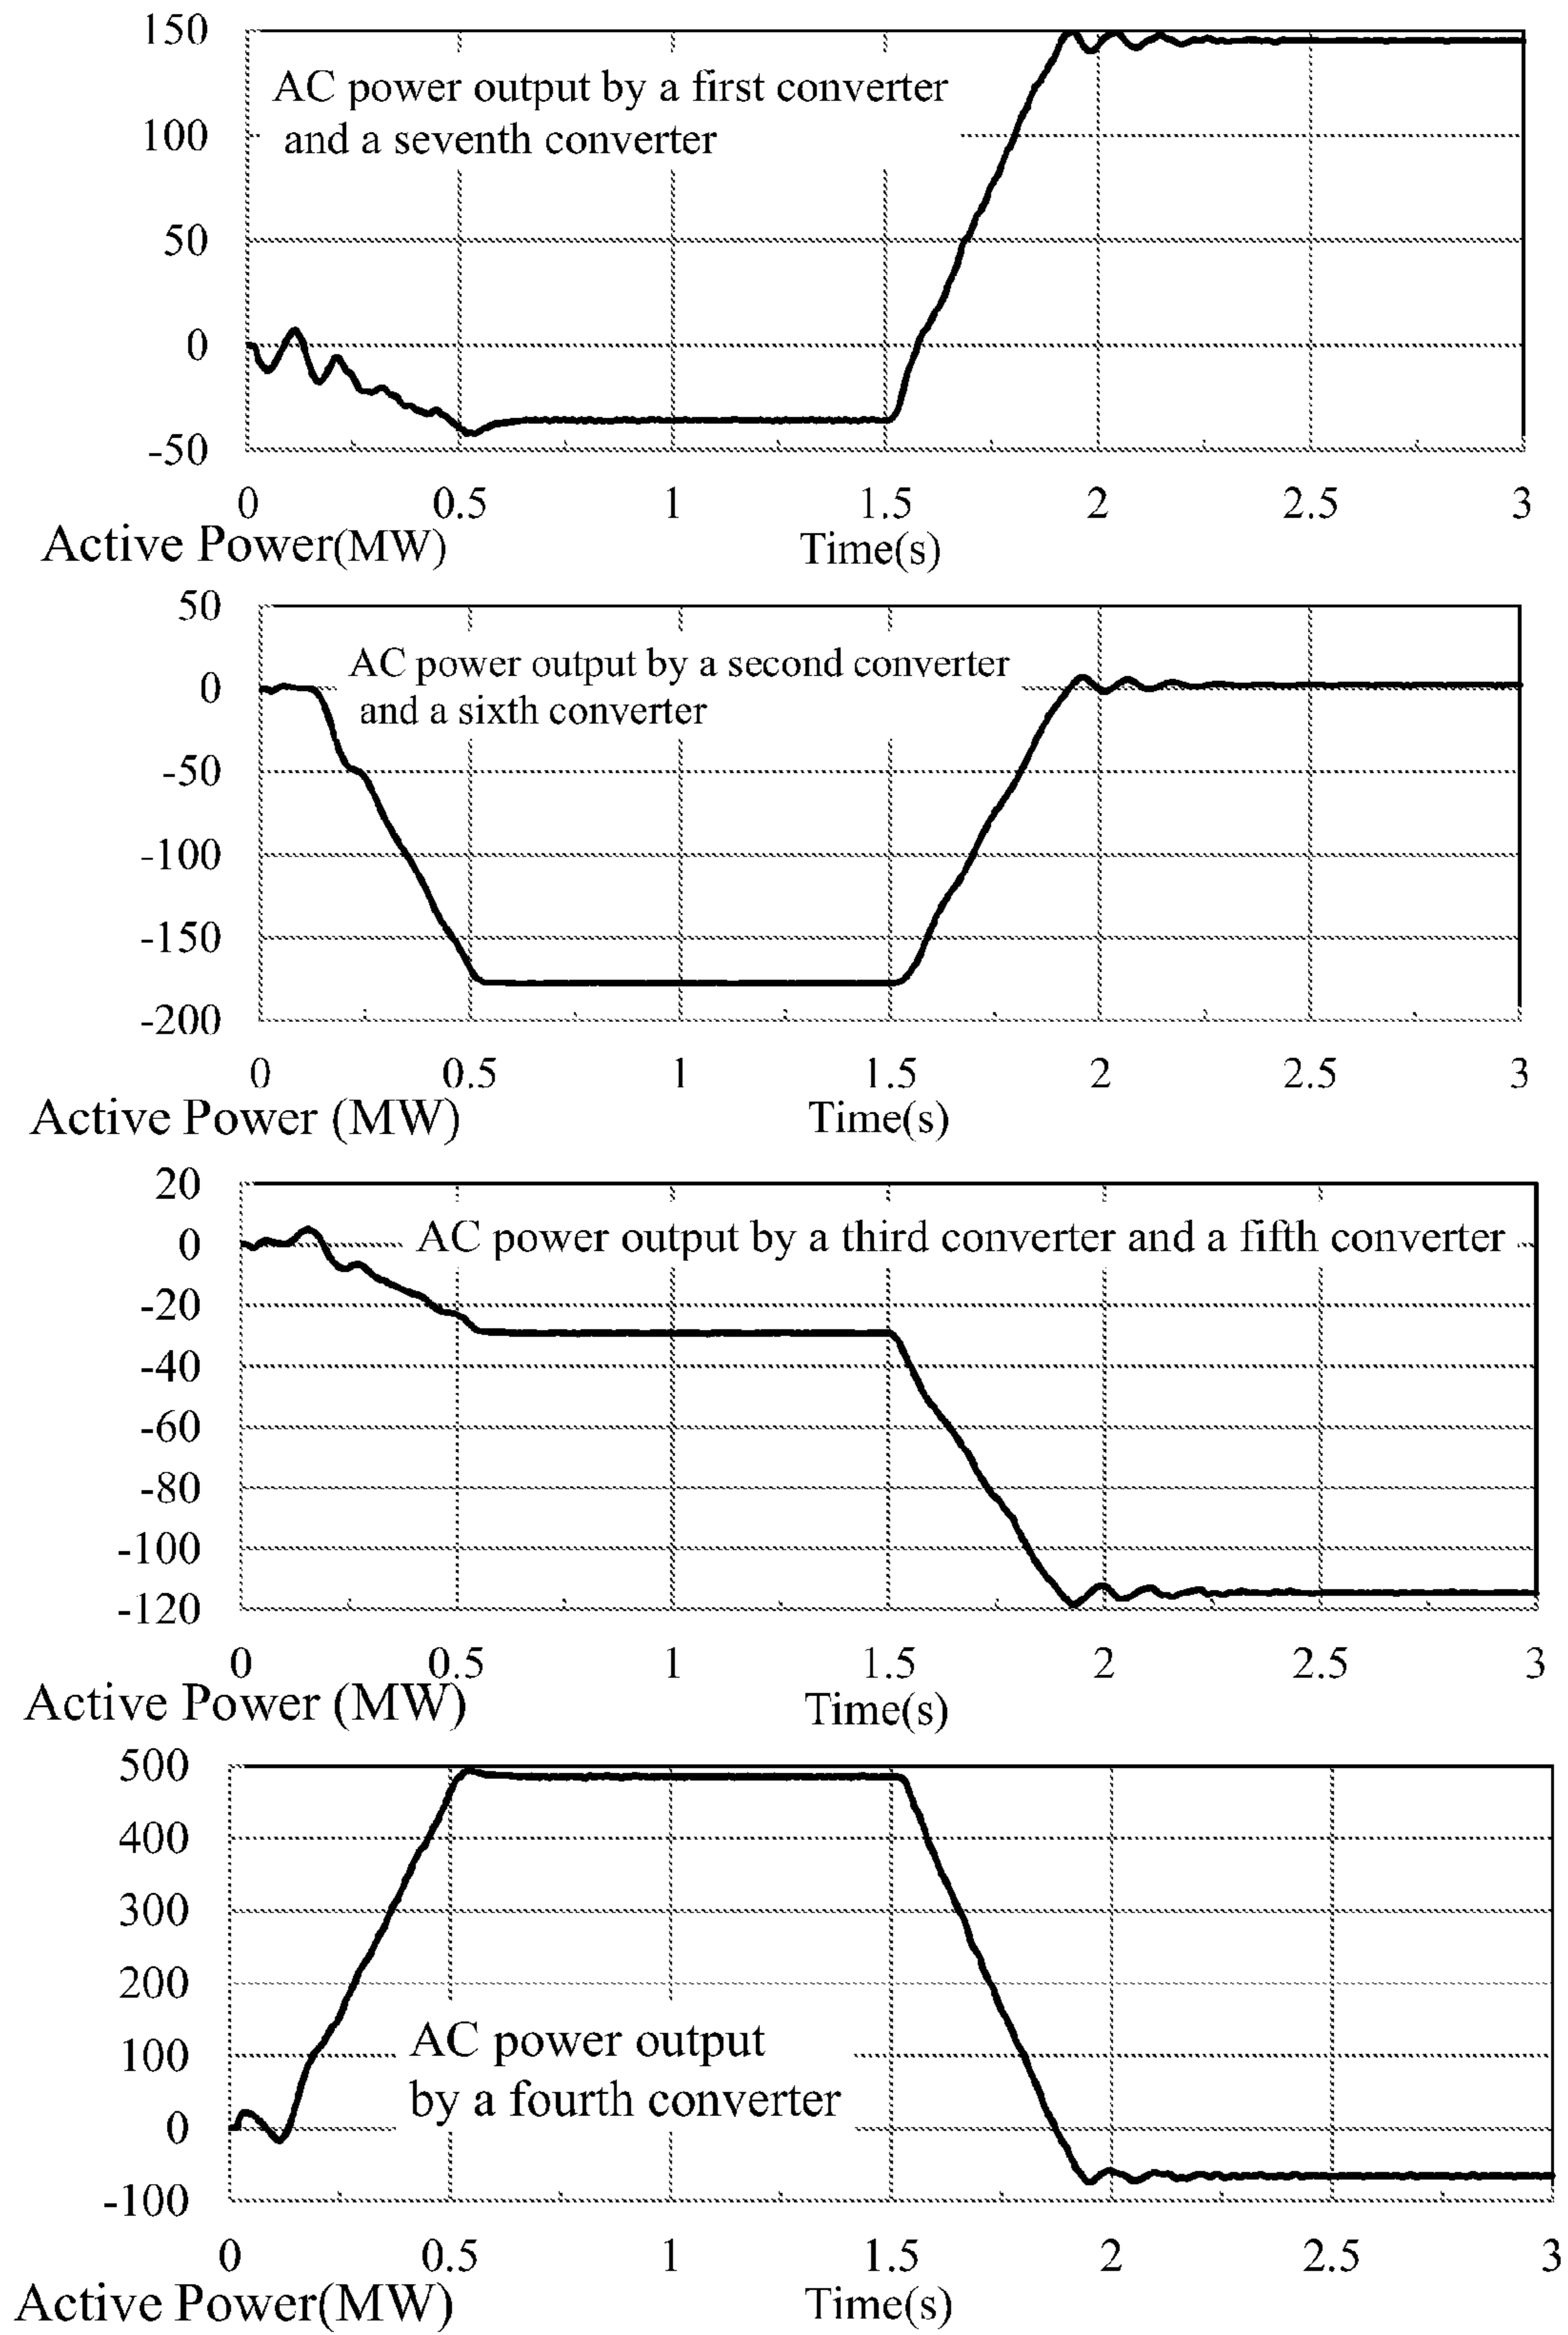 150
AC power output by a first converter
and a seventh converter
100
50
0
-50
0 0.5 1 1.5 2 2.5 3
Active Power(MW) Time(s)
50
AC power output by a second converter
0
and a sixth converter
-50
-100
-150
-200
0 0.5 1 1.5 2 2.5 3
Active Power (MW) Time(s)
20
0 AC power output by a third converter and a fifth converter
-20
-40
-60
-80
-100
-120
0 0.5 1 1.5 2 2.5 3
Active Power (MW) Time(s)
500
400
300
200
AC power output
100
by a fourth converter
0
-100
0 0.5 1 1.5 2 2.5 3
Active Power(MW) Time(s)